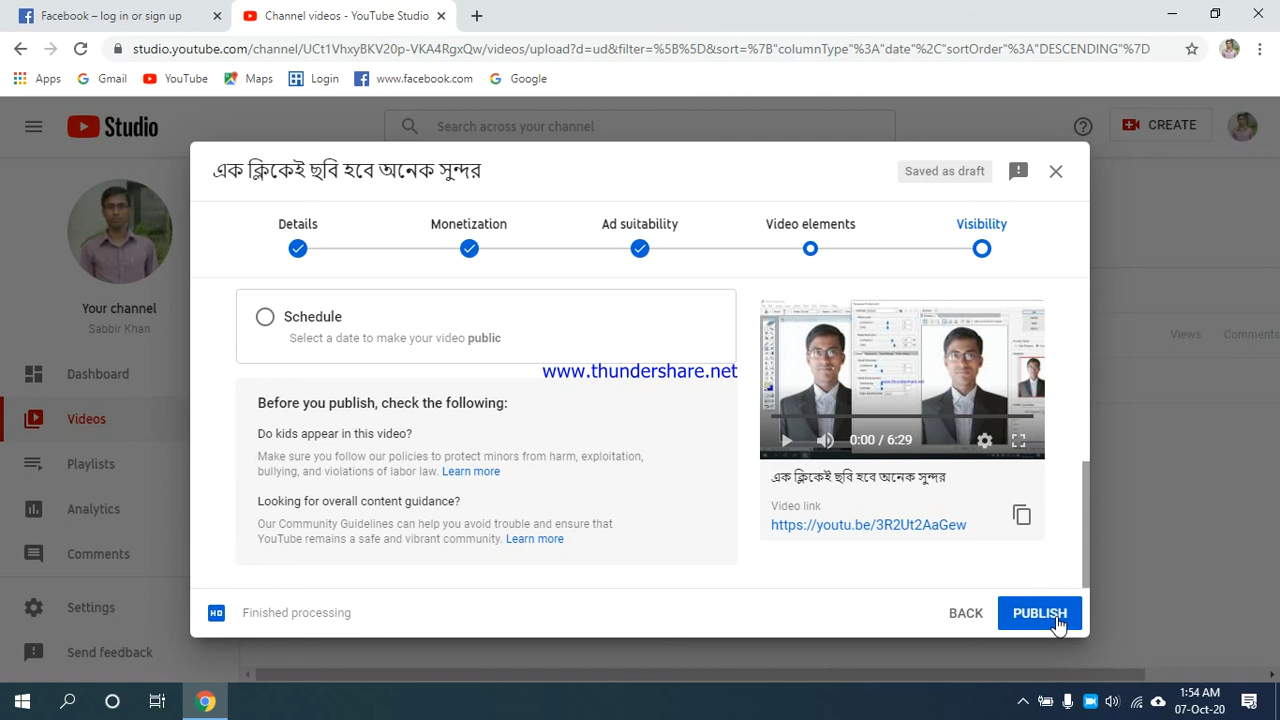 Facebook – log in or sign up
Channel videos - YouTube Studio
studio.youtube.com/channel/UCt1VhxyBKV20p-VKA4RgxQw/videos/upload?d=ud&filter=%5B%5D&sort=%7B"columnType"%3A"date"%2C"sortOrder"%3A"DESCENDING"%7D
Apps
Gmail
YouTube
Maps
Login
www.facebook.com
Google
Studio
Search across your channel
CREATE
এক ক্লিকেই ছবি হবে অনেক সুন্দর
Saved as draft
Details
Monetization
Ad suitability
Video elements
Visibility
Your channel
Sabbir Khan
Dashboard
Videos
Playlists
Analytics
Comments
Settings
Send feedback
Views
Comments
Schedule
Select a date to make your video public
www.thundershare.net
Before you publish, check the following:
Do kids appear in this video?
Make sure you follow our policies to protect minors from harm, exploitation,
bullying, and violations of labor law. Learn more
Looking for overall content guidance?
Our Community Guidelines can help you avoid trouble and ensure that
YouTube remains a safe and vibrant community. Learn more
0:00 / 6:29
এক ক্লিকেই ছবি হবে অনেক সুন্দর
Video link
https://youtu.be/3R2Ut2AaGew
HD
Finished processing
BACK
PUBLISH
1:54 AM
07-Oct-20